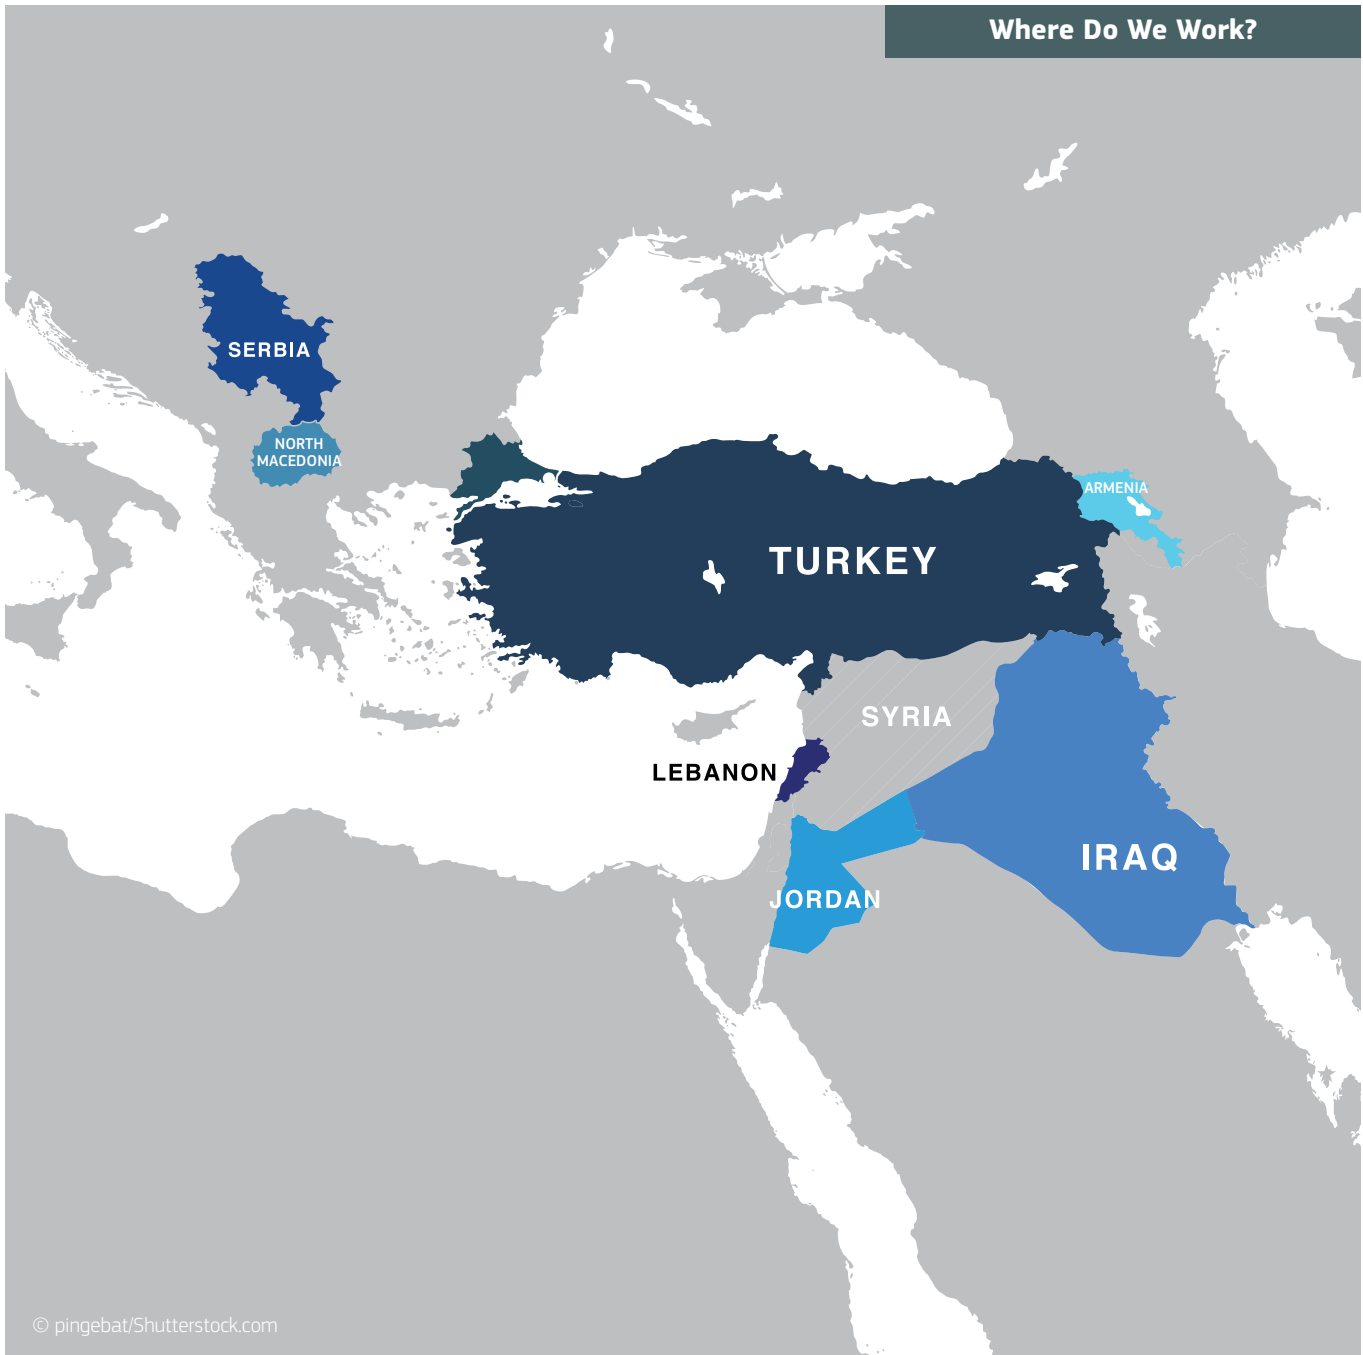 Where Do We Work?
SERBIA
NORTH
MACEDONIA
ARMENIA
TURKEY
SYRIA
LEBANON
IRAQ
JORDAN
© pingebat/Shutterstock.com